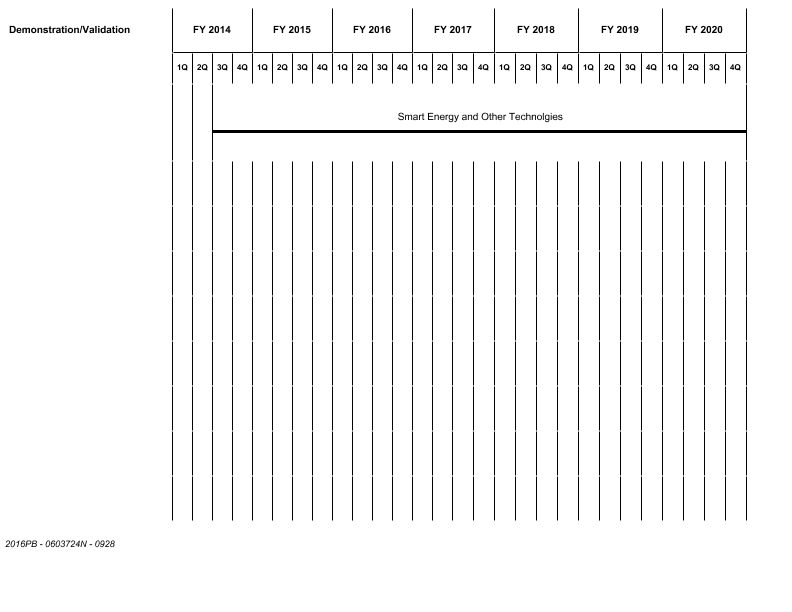 Demonstration/Validation FY 2014 FY 2015 FY 2016 FY 2017 FY 2018 FY 2019 FY 2020
1Q 2Q 3Q 4Q 1Q 2Q 3Q 4Q 1Q 2Q 3Q 4Q 1Q 2Q 3Q 4Q 1Q 2Q 3Q 4Q 1Q 2Q 3Q 4Q 1Q 2Q 3Q 4Q
Smart Energy and Other Technolgies
2016PB - 0603724N - 0928